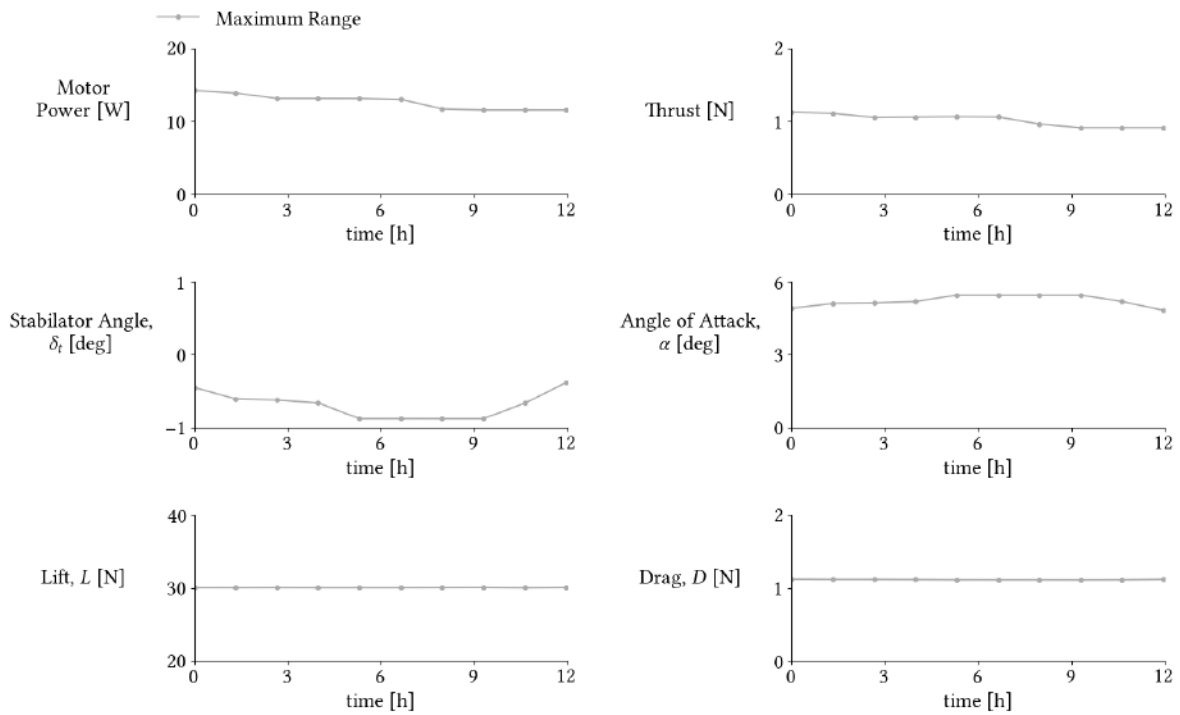 Maximum Range
Motor
Power [W]
20
10
0
0 3 6 9 12
time [h]
Thrust [N]
2
1
0
0 3 6 9 12
time [h]
Stabilator Angle,
δt [deg]
1
0
−1
0 3 6 9 12
time [h]
Angle of Attack,
α [deg]
6
3
0
0 3 6 9 12
time [h]
Lift, L [N]
40
30
20
0 3 6 9 12
time [h]
Drag, D [N]
2
1
0
0 3 6 9 12
time [h]